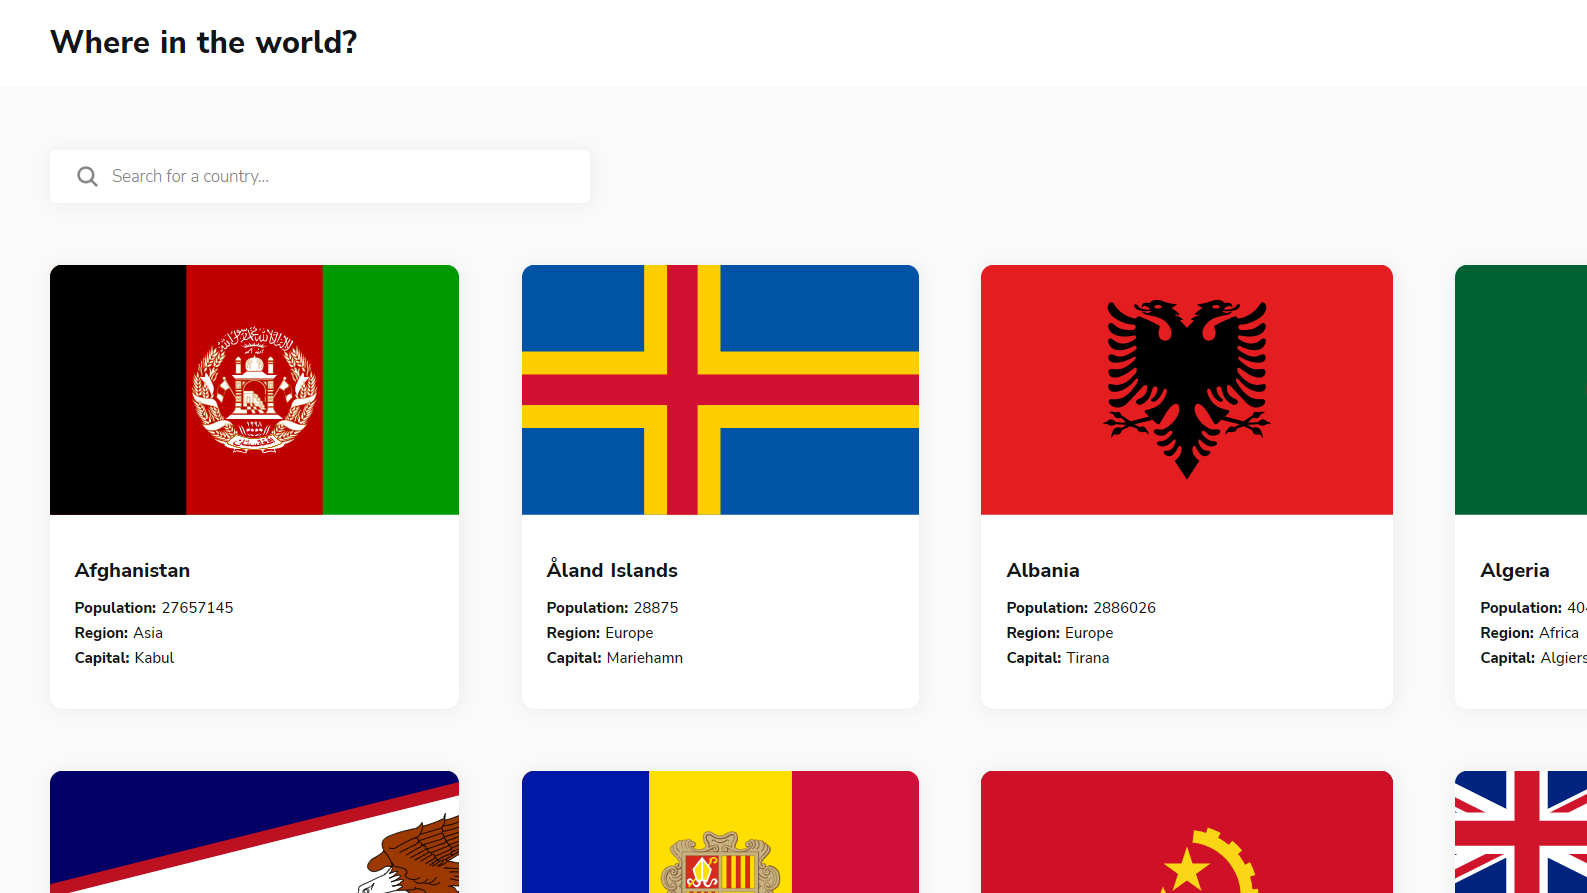 Where in the world?
Search for a country...
Afghanistan
Population: 27657145
Region: Asia
Capital: Kabul
Åland Islands
Population: 28875
Region: Europe
Capital: Mariehamn
Albania
Population: 2886026
Region: Europe
Capital: Tirana
Algeria
Population: 40
Region: Africa
Capital: Algiers